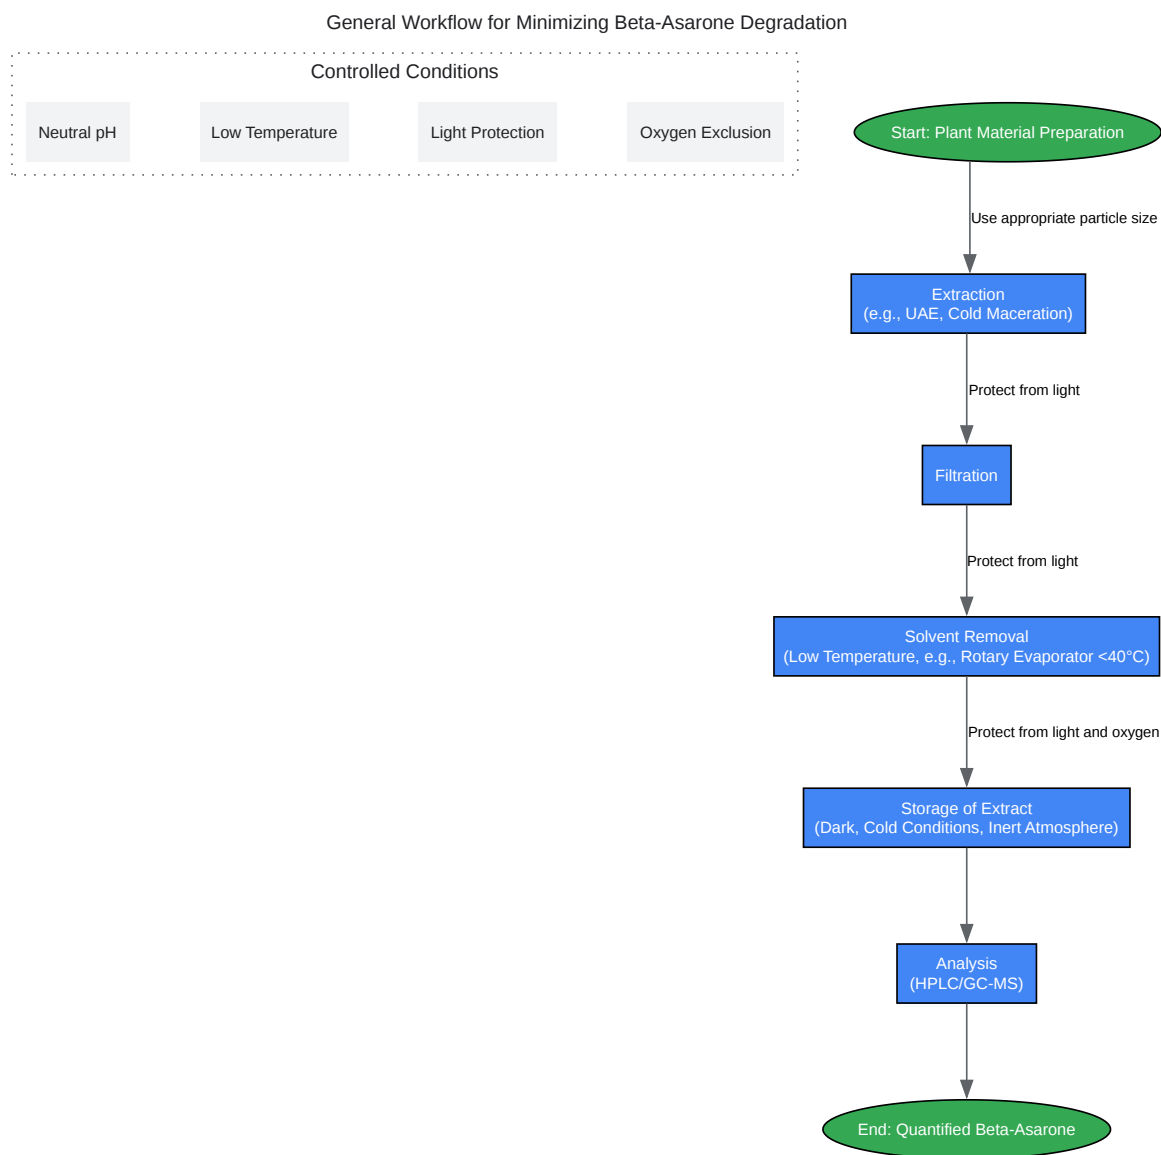 General Workflow for Minimizing Beta-Asarone Degradation
Controlled Conditions
Neutral pH
Low Temperature
Light Protection
Oxygen Exclusion
Start: Plant Material Preparation
Use appropriate particle size
Extraction
(e.g., UAE, Cold Maceration)
Protect from light
Filtration
Protect from light
Solvent Removal
(Low Temperature, e.g., Rotary Evaporator <40°C)
Protect from light and oxygen
Storage of Extract
(Dark, Cold Conditions, Inert Atmosphere)
Analysis
(HPLC/GC-MS)
End: Quantified Beta-Asarone